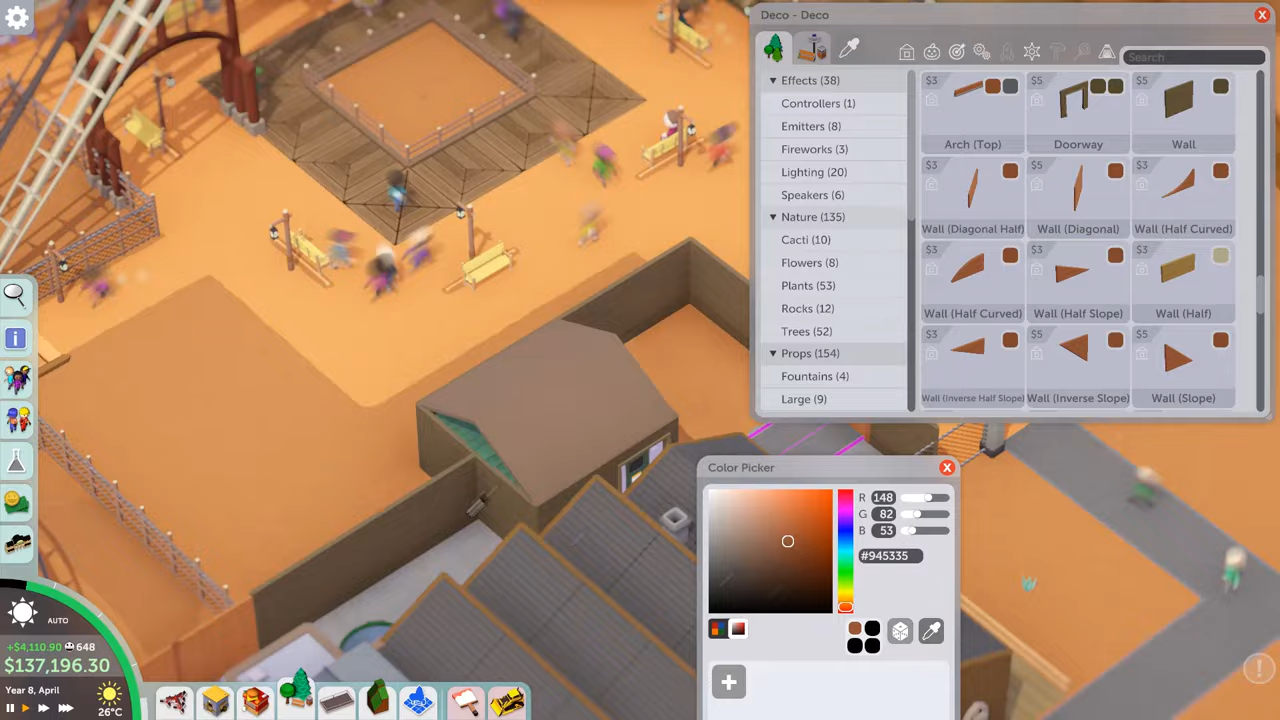 Deco - Deco
Search
Effects (38)
Controllers (1)
Emitters (8)
Fireworks (3)
Lighting (20)
Speakers (6)
Nature (135)
Cacti (10)
Flowers (8)
Plants (53)
Rocks (12)
Trees (52)
Props (154)
Fountains (4)
Large (9)
$3 $5 $5
Arch (Top) Doorway Wall
$3 $5 $3
Wall (Diagonal Half) Wall (Diagonal) Wall (Half Curved)
$3 $3 $3
Wall (Half Curved) Wall (Half Slope) Wall (Half)
$3 $5 $5
Wall (Inverse Half Slope) Wall (Inverse Slope) Wall (Slope)
Color Picker
R 148
G 82
B 53
#945335
AUTO
+$4,110.90 648
$137,196.30
Year 8, April
26°C